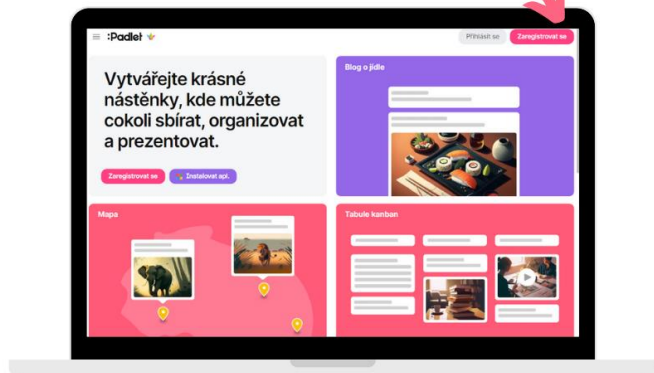 :Padlet
Přihlásit se
Zaregistrovat se
Vytvářejte krásné
nástěnky, kde můžete
cokoli sbírat, organizovat
a prezentovat.
Zaregistrovat se
Instalovat apl.
Blog o jídle
Mapa
Tabule kanban